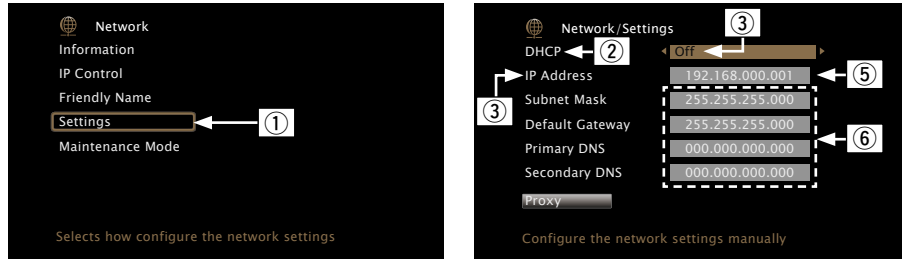 Network
Information
IP Control
Friendly Name
Settings
①
Maintenance Mode
Selects how configure the network settings
Network/Settings
③
DHCP
②
Off
③
IP Address
192.168.000.001
⑤
Subnet Mask
255.255.255.000
Default Gateway
255.255.255.000
⑥
Primary DNS
000.000.000.000
Secondary DNS
000.000.000.000
Proxy
Configure the network settings manually